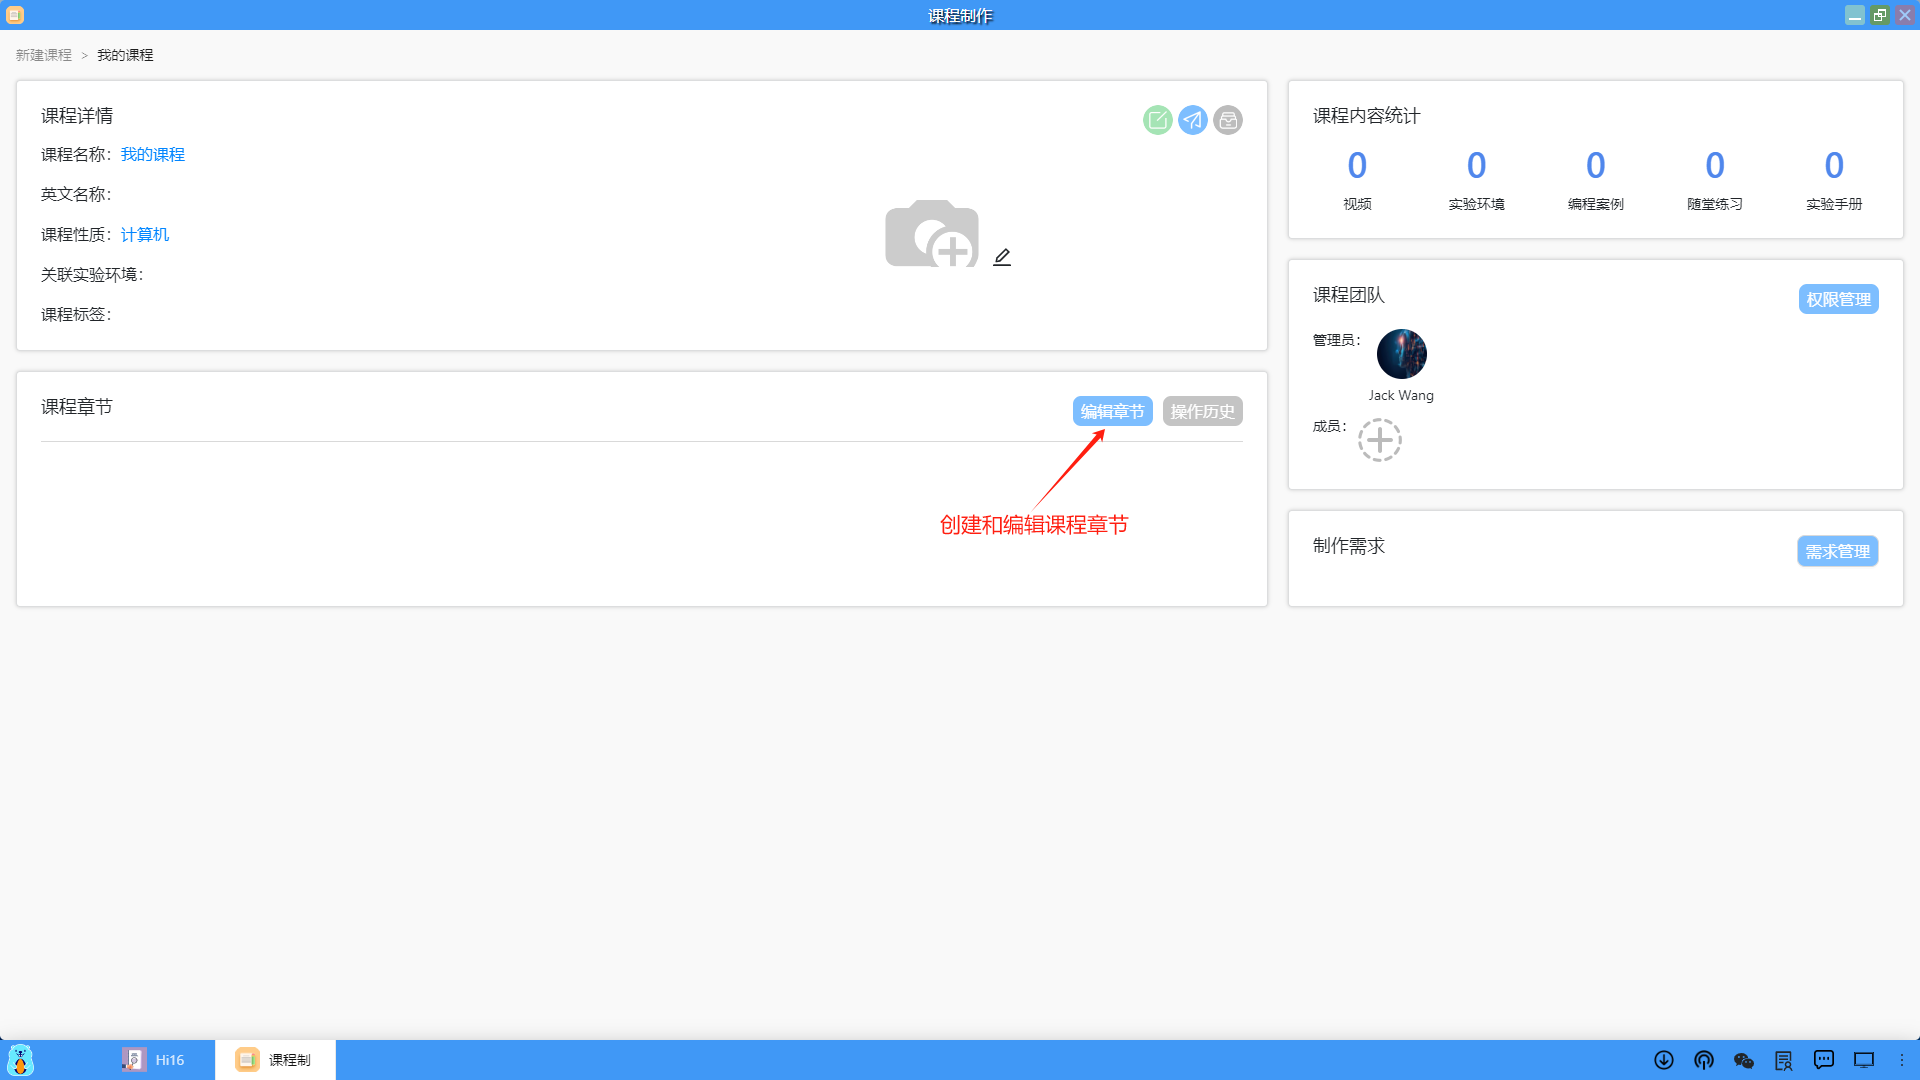 课程制作
新建课程 > 我的课程
课程详情
课程名称：我的课程
英文名称：
课程性质：计算机
关联实验环境：
课程标签：
课程内容统计
0 0 0 0 0
视频 实验环境 编程案例 随堂练习 实验手册
课程团队 权限管理
管理员：
Jack Wang
成员：
课程章节 编辑章节 操作历史
创建和编辑课程章节
制作需求 需求管理
Hi16 课程制